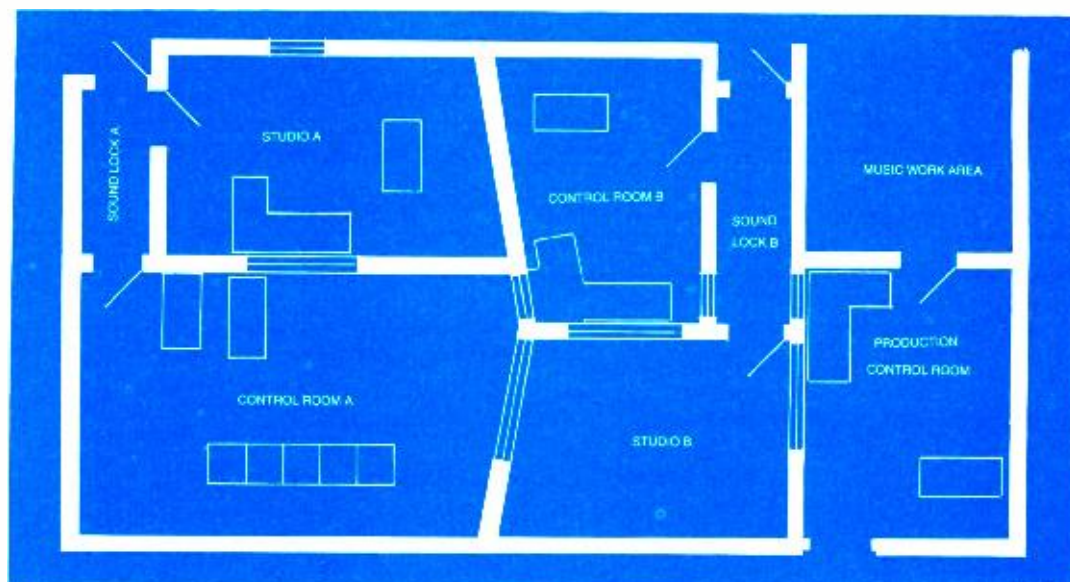 SOUND LOCK A
STUDIO A
CONTROL ROOM B
SOUND
LOCK B
MUSIC WORK AREA
PRODUCTION
CONTROL ROOM
CONTROL ROOM A
STUDIO B